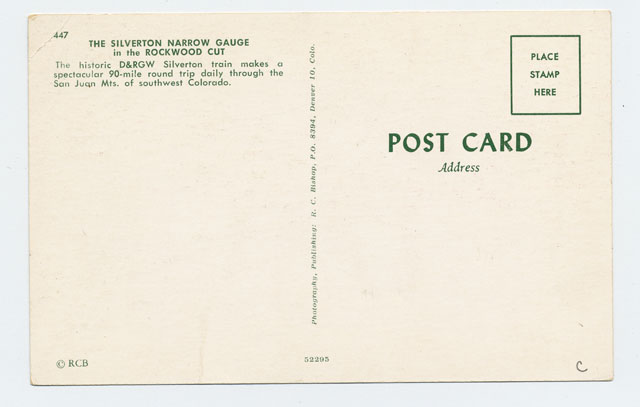 447
THE SILVERTON NARROW GAUGE
in the ROCKWOOD CUT
The historic D&RGW Silverton train makes a
spectacular 90-mile round trip daily through the
San Juan Mts. of southwest Colorado.
Photography, Publishing: R. C. Bishop, P.O. 8394, Denver 10, Colo.
PLACE
STAMP
HERE
POST CARD
Address
© RCB
52295
C